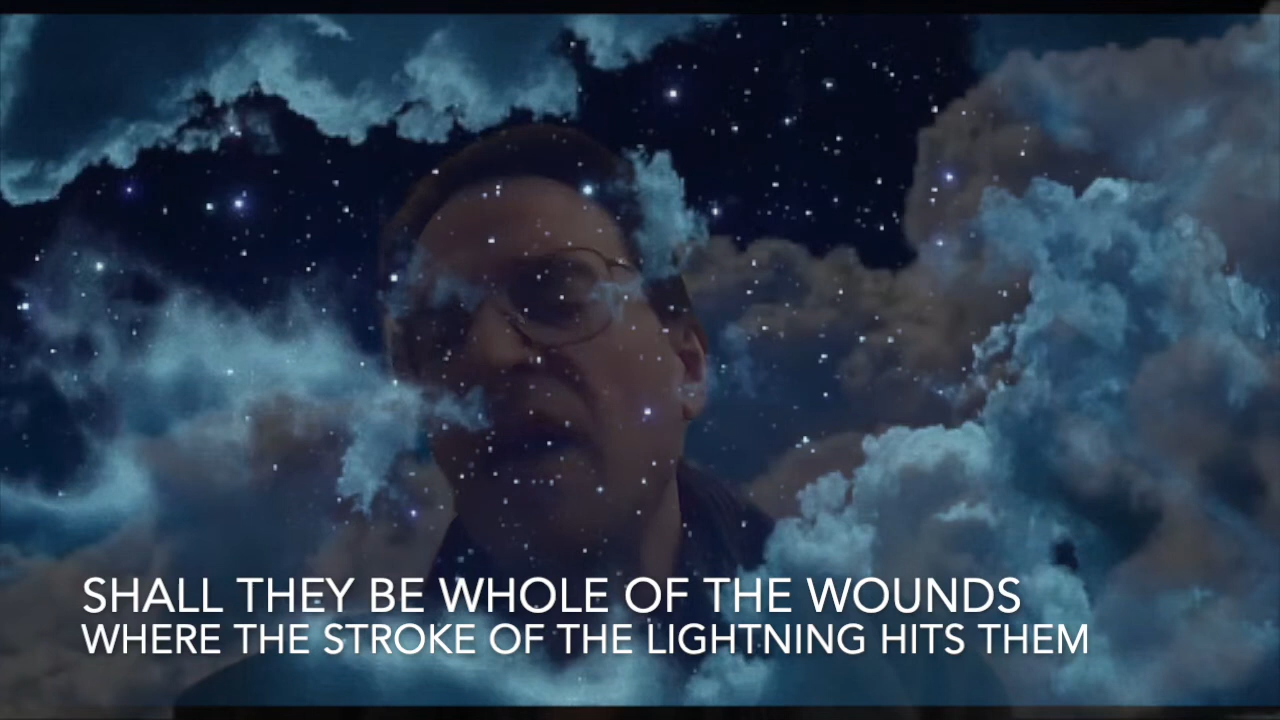 SHALL THEY BE WHOLE OF THE WOUNDS
WHERE THE STROKE OF THE LIGHTNING HITS THEM